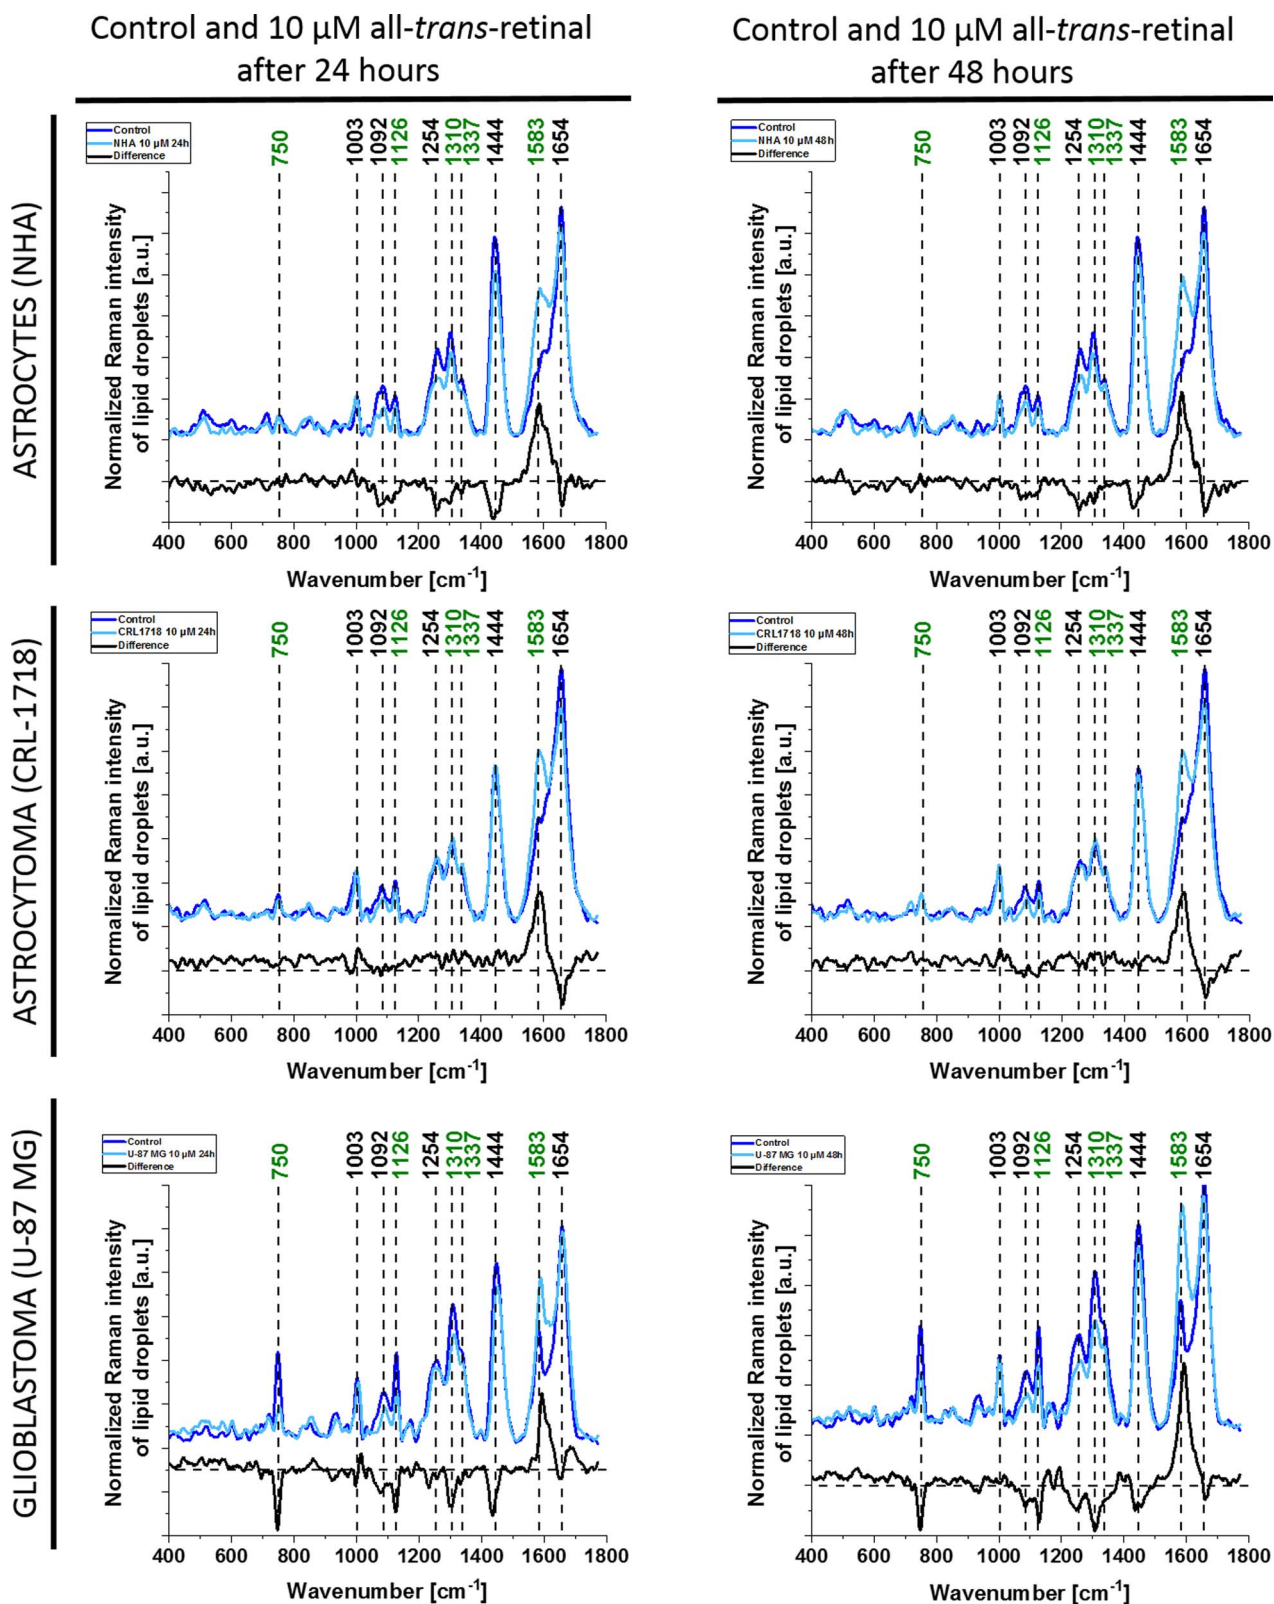 Control and 10 µM all-trans-retinal
after 24 hours
Control and 10 µM all-trans-retinal
after 48 hours
ASTROCYTES (NHA)
Control
NHA 10 µM 24h
Difference
750
1003
1092
1126
1254
1310
1337
1444
1583
1654
Normalized Raman intensity
of lipid droplets [a.u.]
400 600 800 1000 1200 1400 1600 1800
Wavenumber [cm⁻¹]
Control
NHA 10 µM 48h
Difference
750
1003
1092
1126
1254
1310
1337
1444
1583
1654
Normalized Raman intensity
of lipid droplets [a.u.]
400 600 800 1000 1200 1400 1600 1800
Wavenumber [cm⁻¹]
ASTROCYTOMA (CRL-1718)
Control
CRL1718 10 µM 24h
Difference
750
1003
1092
1126
1254
1310
1337
1444
1583
1654
Normalized Raman intensity
of lipid droplets [a.u.]
400 600 800 1000 1200 1400 1600 1800
Wavenumber [cm⁻¹]
Control
CRL1718 10 µM 48h
Difference
750
1003
1092
1126
1254
1310
1337
1444
1583
1654
Normalized Raman intensity
of lipid droplets [a.u.]
400 600 800 1000 1200 1400 1600 1800
Wavenumber [cm⁻¹]
GLIOBLASTOMA (U-87 MG)
Control
U-87 MG 10 µM 24h
Difference
750
1003
1092
1126
1254
1310
1337
1444
1583
1654
Normalized Raman intensity
of lipid droplets [a.u.]
400 600 800 1000 1200 1400 1600 1800
Wavenumber [cm⁻¹]
Control
U-87 MG 10 µM 48h
Difference
750
1003
1092
1126
1254
1310
1337
1444
1583
1654
Normalized Raman intensity
of lipid droplets [a.u.]
400 600 800 1000 1200 1400 1600 1800
Wavenumber [cm⁻¹]